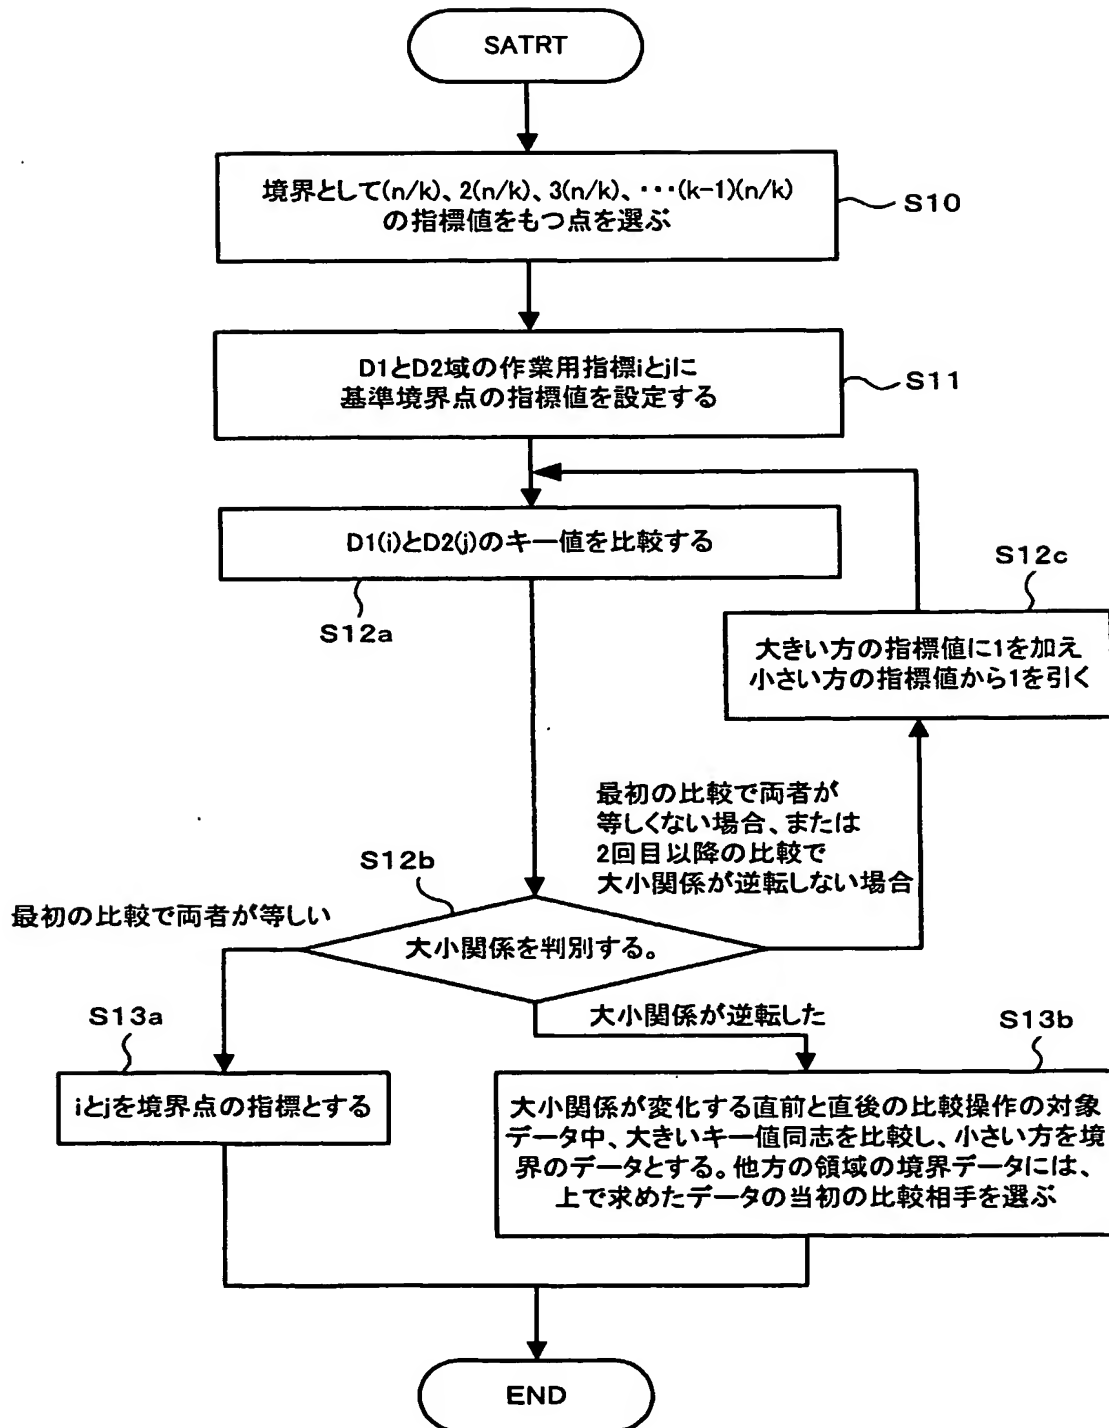 SATRT
境界として(n/k)、2(n/k)、3(n/k)、･･･(k-1)(n/k)
の指標値をもつ点を選ぶ
S10
D1とD2域の作業用指標iとjに
基準境界点の指標値を設定する
S11
D1(i)とD2(j)のキー値を比較する
S12a
S12c
大きい方の指標値に1を加え
小さい方の指標値から1を引く
最初の比較で両者が
等しくない場合、または
2回目以降の比較で
大小関係が逆転しない場合
S12b
最初の比較で両者が等しい
大小関係を判別する。
大小関係が逆転した
S13a
iとjを境界点の指標とする
S13b
大小関係が変化する直前と直後の比較操作の対象
データ中、大きいキー値同志を比較し、小さい方を境
界のデータとする。他方の領域の境界データには、
上で求めたデータの当初の比較相手を選ぶ
END